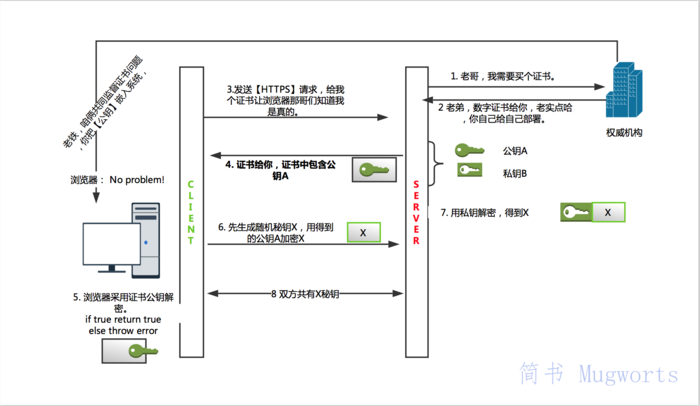 老铁，咱俩共同监督证书问题
，你把【公钥】嵌入系统，
浏览器： No problem!
5. 浏览器采用证书公钥解
密。
if true return true
else throw error
CLIENT
3.发送【HTTPS】请求，给我
个证书让浏览器那哥们知道我
是真的。
4. 证书给你，证书中包含公
钥A
6. 先生成随机秘钥X，用得到
的公钥A加密X
X
8 双方共有X秘钥
SERVER
1. 老哥，我需要买个证书。
2 老弟，数字证书给你，老实点哈
，你自己给自己部署。
权威机构
公钥A
私钥B
7. 用私钥解密，得到X
X
简书 Mugworts